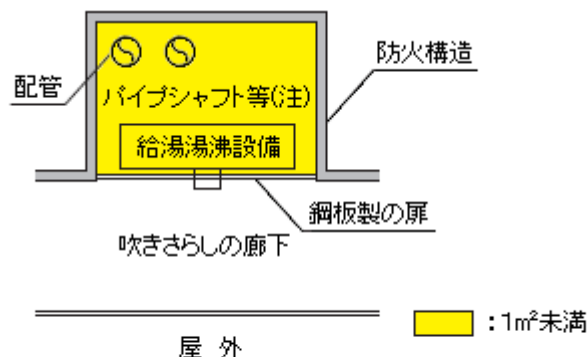 配管
防火構造
パイプシャフト等(注)
給湯湯沸設備
鋼板製の扉
吹きさらしの廊下
:1m²未満
屋外